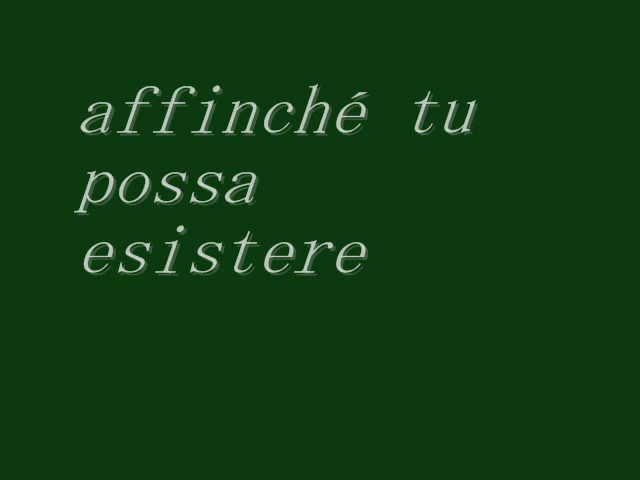 affinché tu
possa
esistere